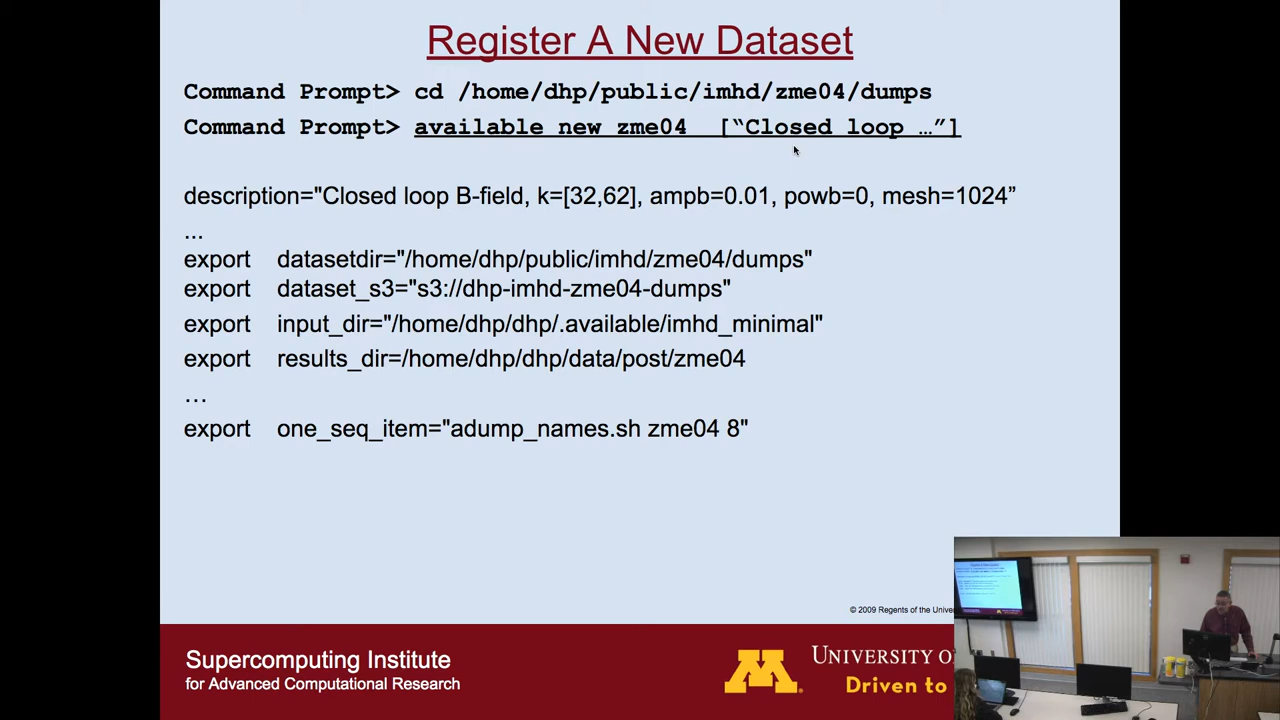 Register A New Dataset
Command Prompt> cd /home/dhp/public/imhd/zme04/dumps
Command Prompt> available new zme04 [“Closed loop …”]
description="Closed loop B-field, k=[32,62], ampb=0.01, powb=0, mesh=1024”
...
export datasetdir="/home/dhp/public/imhd/zme04/dumps"
export dataset_s3="s3://dhp-imhd-zme04-dumps"
export input_dir="/home/dhp/dhp/.available/imhd_minimal"
export results_dir=/home/dhp/dhp/data/post/zme04
…
export one_seq_item="adump_names.sh zme04 8"
© 2009 Regents of the Unive
Supercomputing Institute
for Advanced Computational Research
M
UNIVERSITY O
Driven to